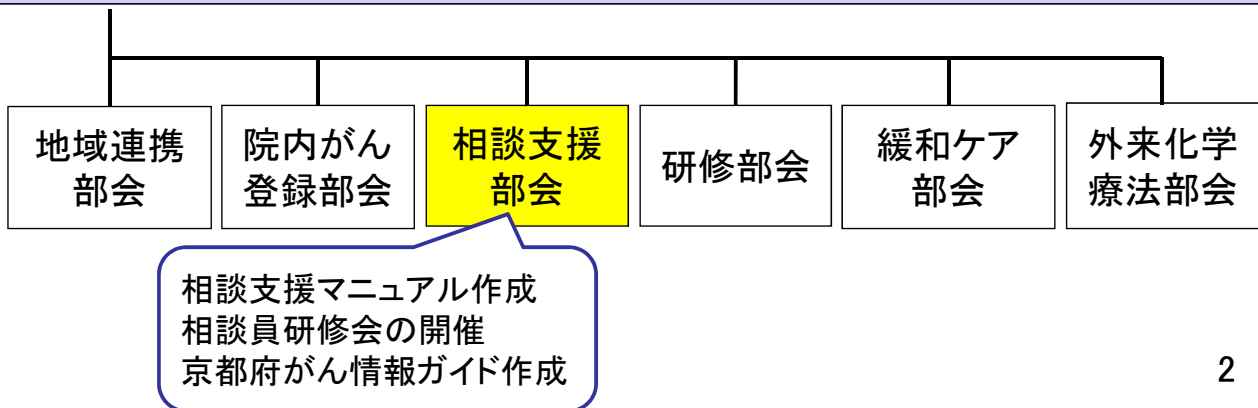 地域連携
部会
院内がん
登録部会
相談支援
部会
研修部会
緩和ケア
部会
外来化学
療法部会
相談支援マニュアル作成
相談員研修会の開催
京都府がん情報ガイド作成
2